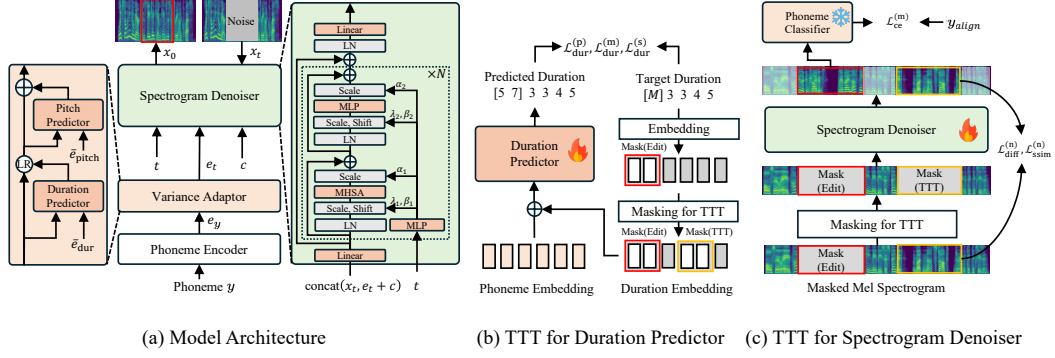 Noise
x_0
x_t
Spectrogram Denoiser
t
e_t
c
Variance Adaptor
e_y
Phoneme Encoder
Phoneme y
Pitch
Predictor
ē_pitch
LR
Duration
Predictor
ē_dur
Linear
LN
×N
Scale
α_2
MLP
Scale, Shift
λ_2, β_2
LN
Scale
α_1
MHSA
Scale, Shift
λ_1, β_1
LN
MLP
Linear
concat(x_t, e_t + c)
t
(a) Model Architecture
L_dur^(p), L_dur^(m), L_dur^(s)
Predicted Duration
[5 7] 3 3 4 5
Target Duration
[M] 3 3 4 5
Duration
Predictor
Embedding
Mask(Edit)
Masking for TTT
Mask(Edit)
Mask(TTT)
Phoneme Embedding
Duration Embedding
(b) TTT for Duration Predictor
Phoneme
Classifier
L_ce^(m)
y_align
Spectrogram Denoiser
L_diff^(n), L_ssim^(n)
Mask
(Edit)
Mask
(TTT)
Masking for TTT
Mask
(Edit)
Masked Mel Spectrogram
(c) TTT for Spectrogram Denoiser